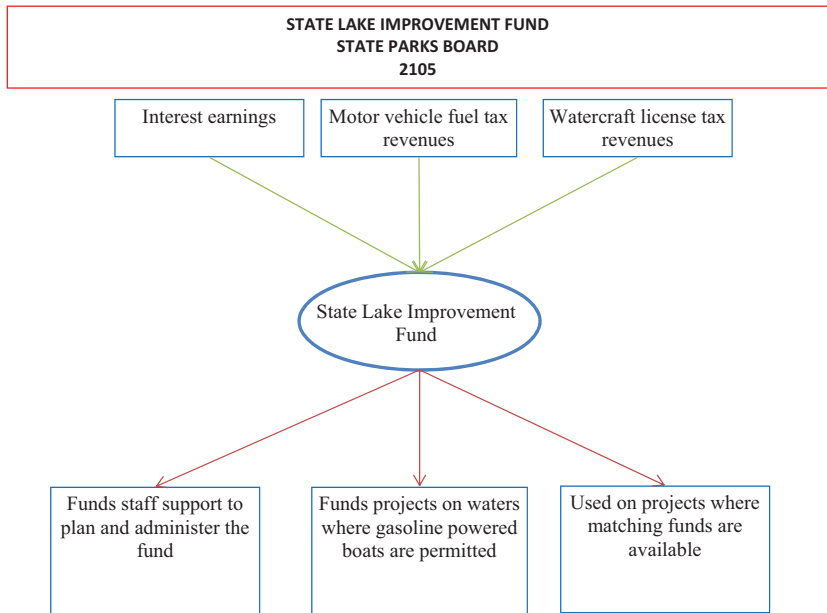 STATE LAKE IMPROVEMENT FUND
STATE PARKS BOARD
2105
Interest earnings
Motor vehicle fuel tax
revenues
Watercraft license tax
revenues
State Lake Improvement
Fund
Funds staff support to
plan and administer the
fund
Funds projects on waters
where gasoline powered
boats are permitted
Used on projects where
matching funds are
available